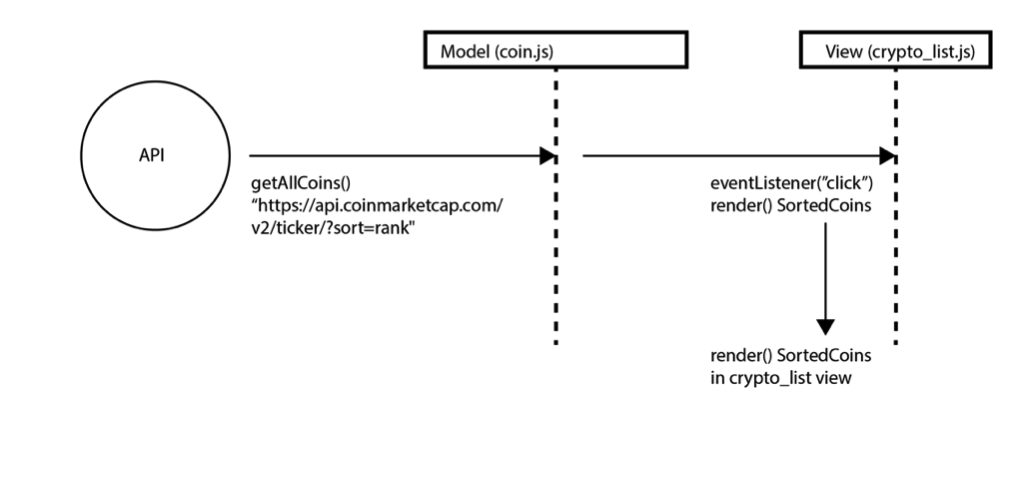 Model (coin.js)
View (crypto_list.js)
API
getAllCoins()
“https://api.coinmarketcap.com/
v2/ticker/?sort=rank"
eventListener(”click”)
render() SortedCoins
render() SortedCoins
in crypto_list view